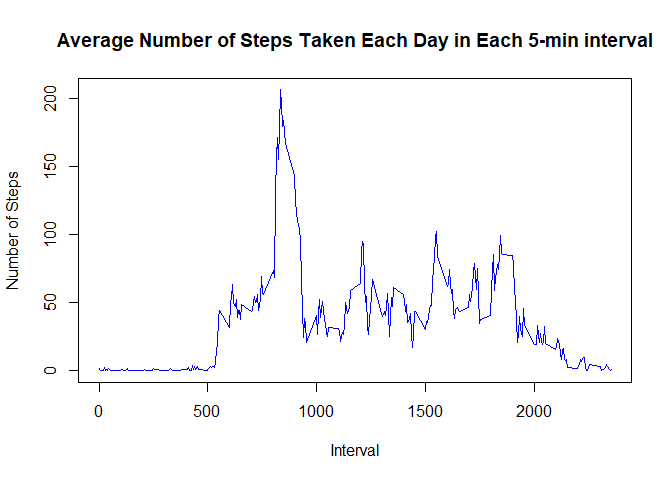 Average Number of Steps Taken Each Day in Each 5-min interval
Number of Steps
200
150
100
50
0
0 500 1000 1500 2000
Interval